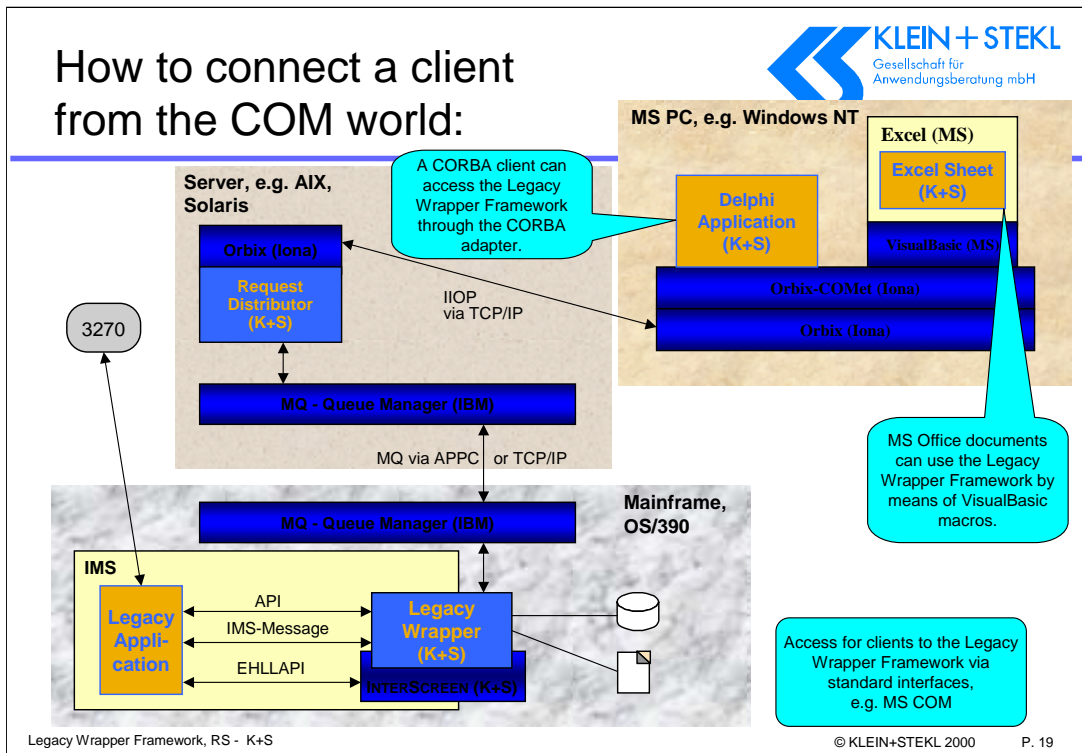 How to connect a client
from the COM world:
KLEIN+STEKL
Gesellschaft für
Anwendungsberatung mbH
MS PC, e.g. Windows NT
Excel (MS)
Excel Sheet
(K+S)
Delphi
Application
(K+S)
VisualBasic (MS)
Orbix-COMet (Iona)
Orbix (Iona)
A CORBA client can
access the Legacy
Wrapper Framework
through the CORBA
adapter.
Server, e.g. AIX,
Solaris
Orbix (Iona)
Request
Distributor
(K+S)
IIOP
via TCP/IP
3270
MQ - Queue Manager (IBM)
MQ via APPC or TCP/IP
MS Office documents
can use the Legacy
Wrapper Framework by
means of VisualBasic
macros.
Mainframe,
OS/390
MQ - Queue Manager (IBM)
IMS
Legacy
Appli-
cation
API
IMS-Message
EHLLAPI
Legacy
Wrapper
(K+S)
INTERSCREEN (K+S)
Access for clients to the Legacy
Wrapper Framework via
standard interfaces,
e.g. MS COM
Legacy Wrapper Framework, RS - K+S
© KLEIN+STEKL 2000
P. 19